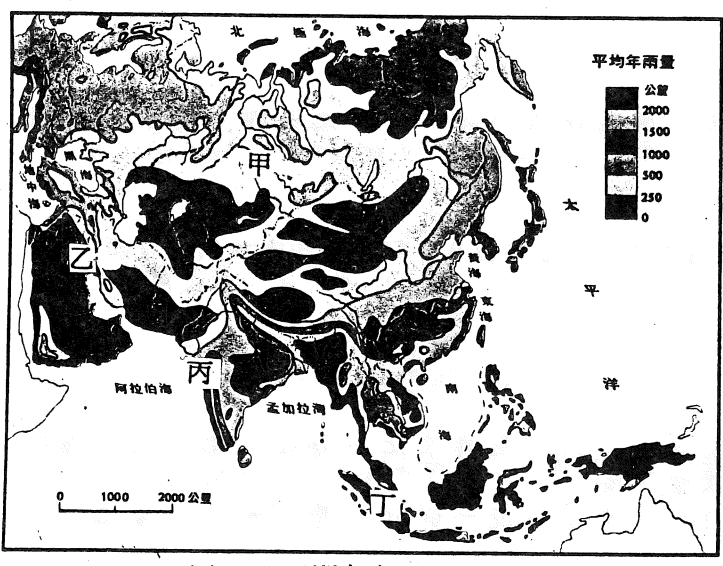 北極海
平均年雨量
公釐
2000
1500
1000
500
250
0
甲
黑海
地中海
乙
太平洋
黃海
東海
丙
阿拉伯海
孟加拉灣
南海
丁
0 1000 2000 公里